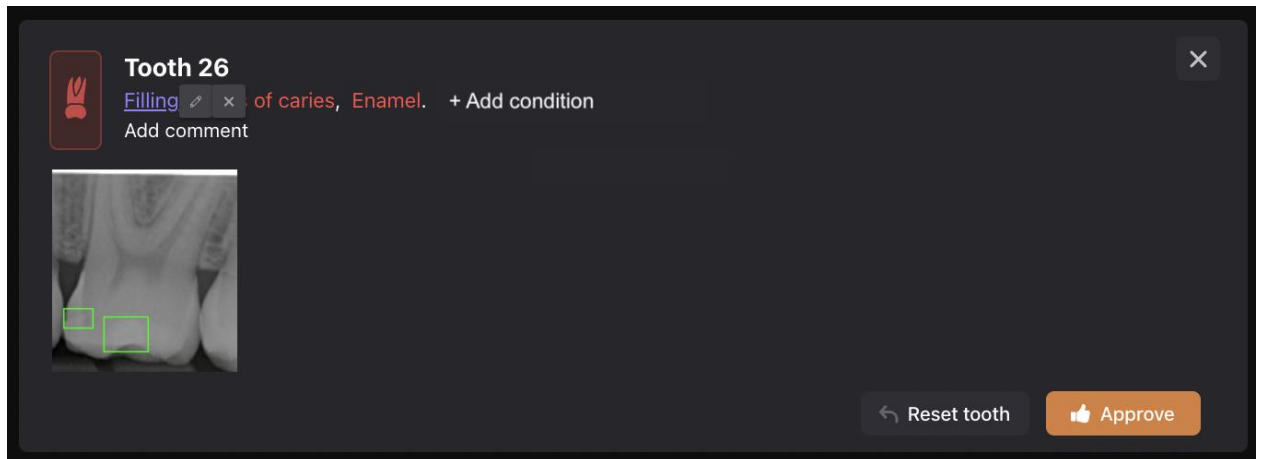 Tooth 26
Filling of caries, Enamel. + Add condition
Add comment
Reset tooth
Approve